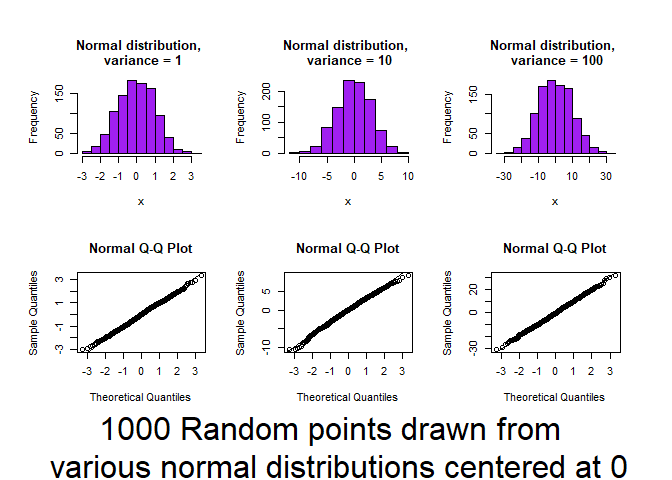 Normal distribution,
variance = 1
Normal distribution,
variance = 10
Normal distribution,
variance = 100
Frequency
0
50
150
-3 -2 -1 0 1 2 3
x
Frequency
0
100
200
-10 -5 0 5 10
x
Frequency
0
50
150
-30 -10 0 10 30
x
Normal Q-Q Plot
Normal Q-Q Plot
Normal Q-Q Plot
Sample Quantiles
-3
-1
1
3
-3 -2 -1 0 1 2 3
Theoretical Quantiles
Sample Quantiles
-10
0
5
-3 -2 -1 0 1 2 3
Theoretical Quantiles
Sample Quantiles
-30
0
20
-3 -2 -1 0 1 2 3
Theoretical Quantiles
1000 Random points drawn from
various normal distributions centered at 0